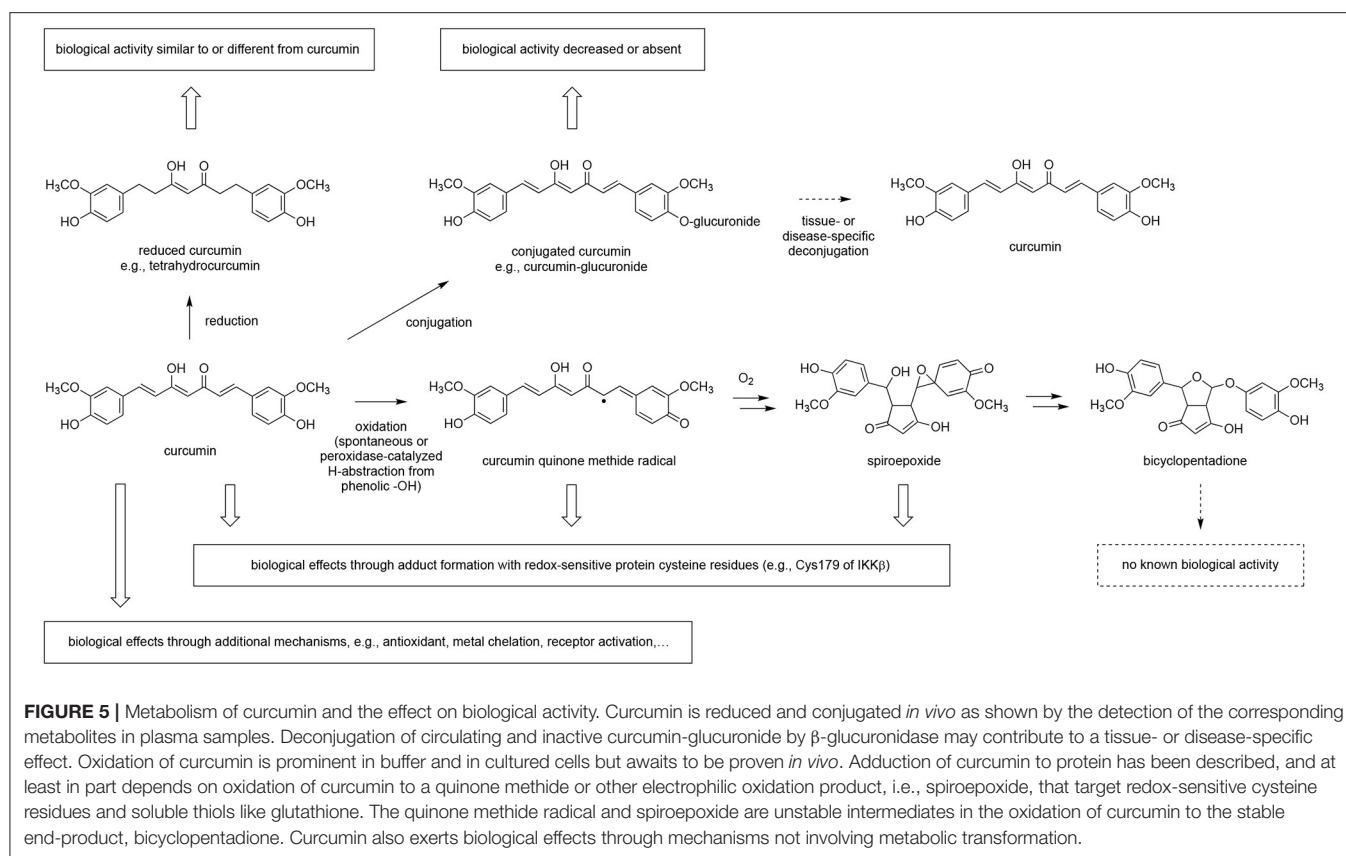 biological activity similar to or different from curcumin
biological activity decreased or absent
OH
O
H₃CO
OCH₃
HO
OH
reduced curcumin
e.g., tetrahydrocurcumin
OH
O
H₃CO
OCH₃
HO
O-glucuronide
conjugated curcumin
e.g., curcumin-glucuronide
tissue- or
disease-specific
deconjugation
OH
O
H₃CO
OCH₃
HO
OH
curcumin
reduction
conjugation
OH
O
H₃CO
OCH₃
HO
OH
curcumin
oxidation
(spontaneous or
peroxidase-catalyzed
H-abstraction from
phenolic -OH)
OH
O
H₃CO
OCH₃
HO
O
curcumin quinone methide radical
O₂
HO
OH
O
O
H₃CO
OCH₃
O
OH
spiroepoxide
HO
O
O
OCH₃
H₃CO
OH
O
OH
bicyclopentadione
biological effects through adduct formation with redox-sensitive protein cysteine residues (e.g., Cys179 of IKKβ)
no known biological activity
biological effects through additional mechanisms, e.g., antioxidant, metal chelation, receptor activation,…
FIGURE 5 | Metabolism of curcumin and the effect on biological activity. Curcumin is reduced and conjugated in vivo as shown by the detection of the corresponding
metabolites in plasma samples. Deconjugation of circulating and inactive curcumin-glucuronide by β-glucuronidase may contribute to a tissue- or disease-specific
effect. Oxidation of curcumin is prominent in buffer and in cultured cells but awaits to be proven in vivo. Adduction of curcumin to protein has been described, and at
least in part depends on oxidation of curcumin to a quinone methide or other electrophilic oxidation product, i.e., spiroepoxide, that target redox-sensitive cysteine
residues and soluble thiols like glutathione. The quinone methide radical and spiroepoxide are unstable intermediates in the oxidation of curcumin to the stable
end-product, bicyclopentadione. Curcumin also exerts biological effects through mechanisms not involving metabolic transformation.